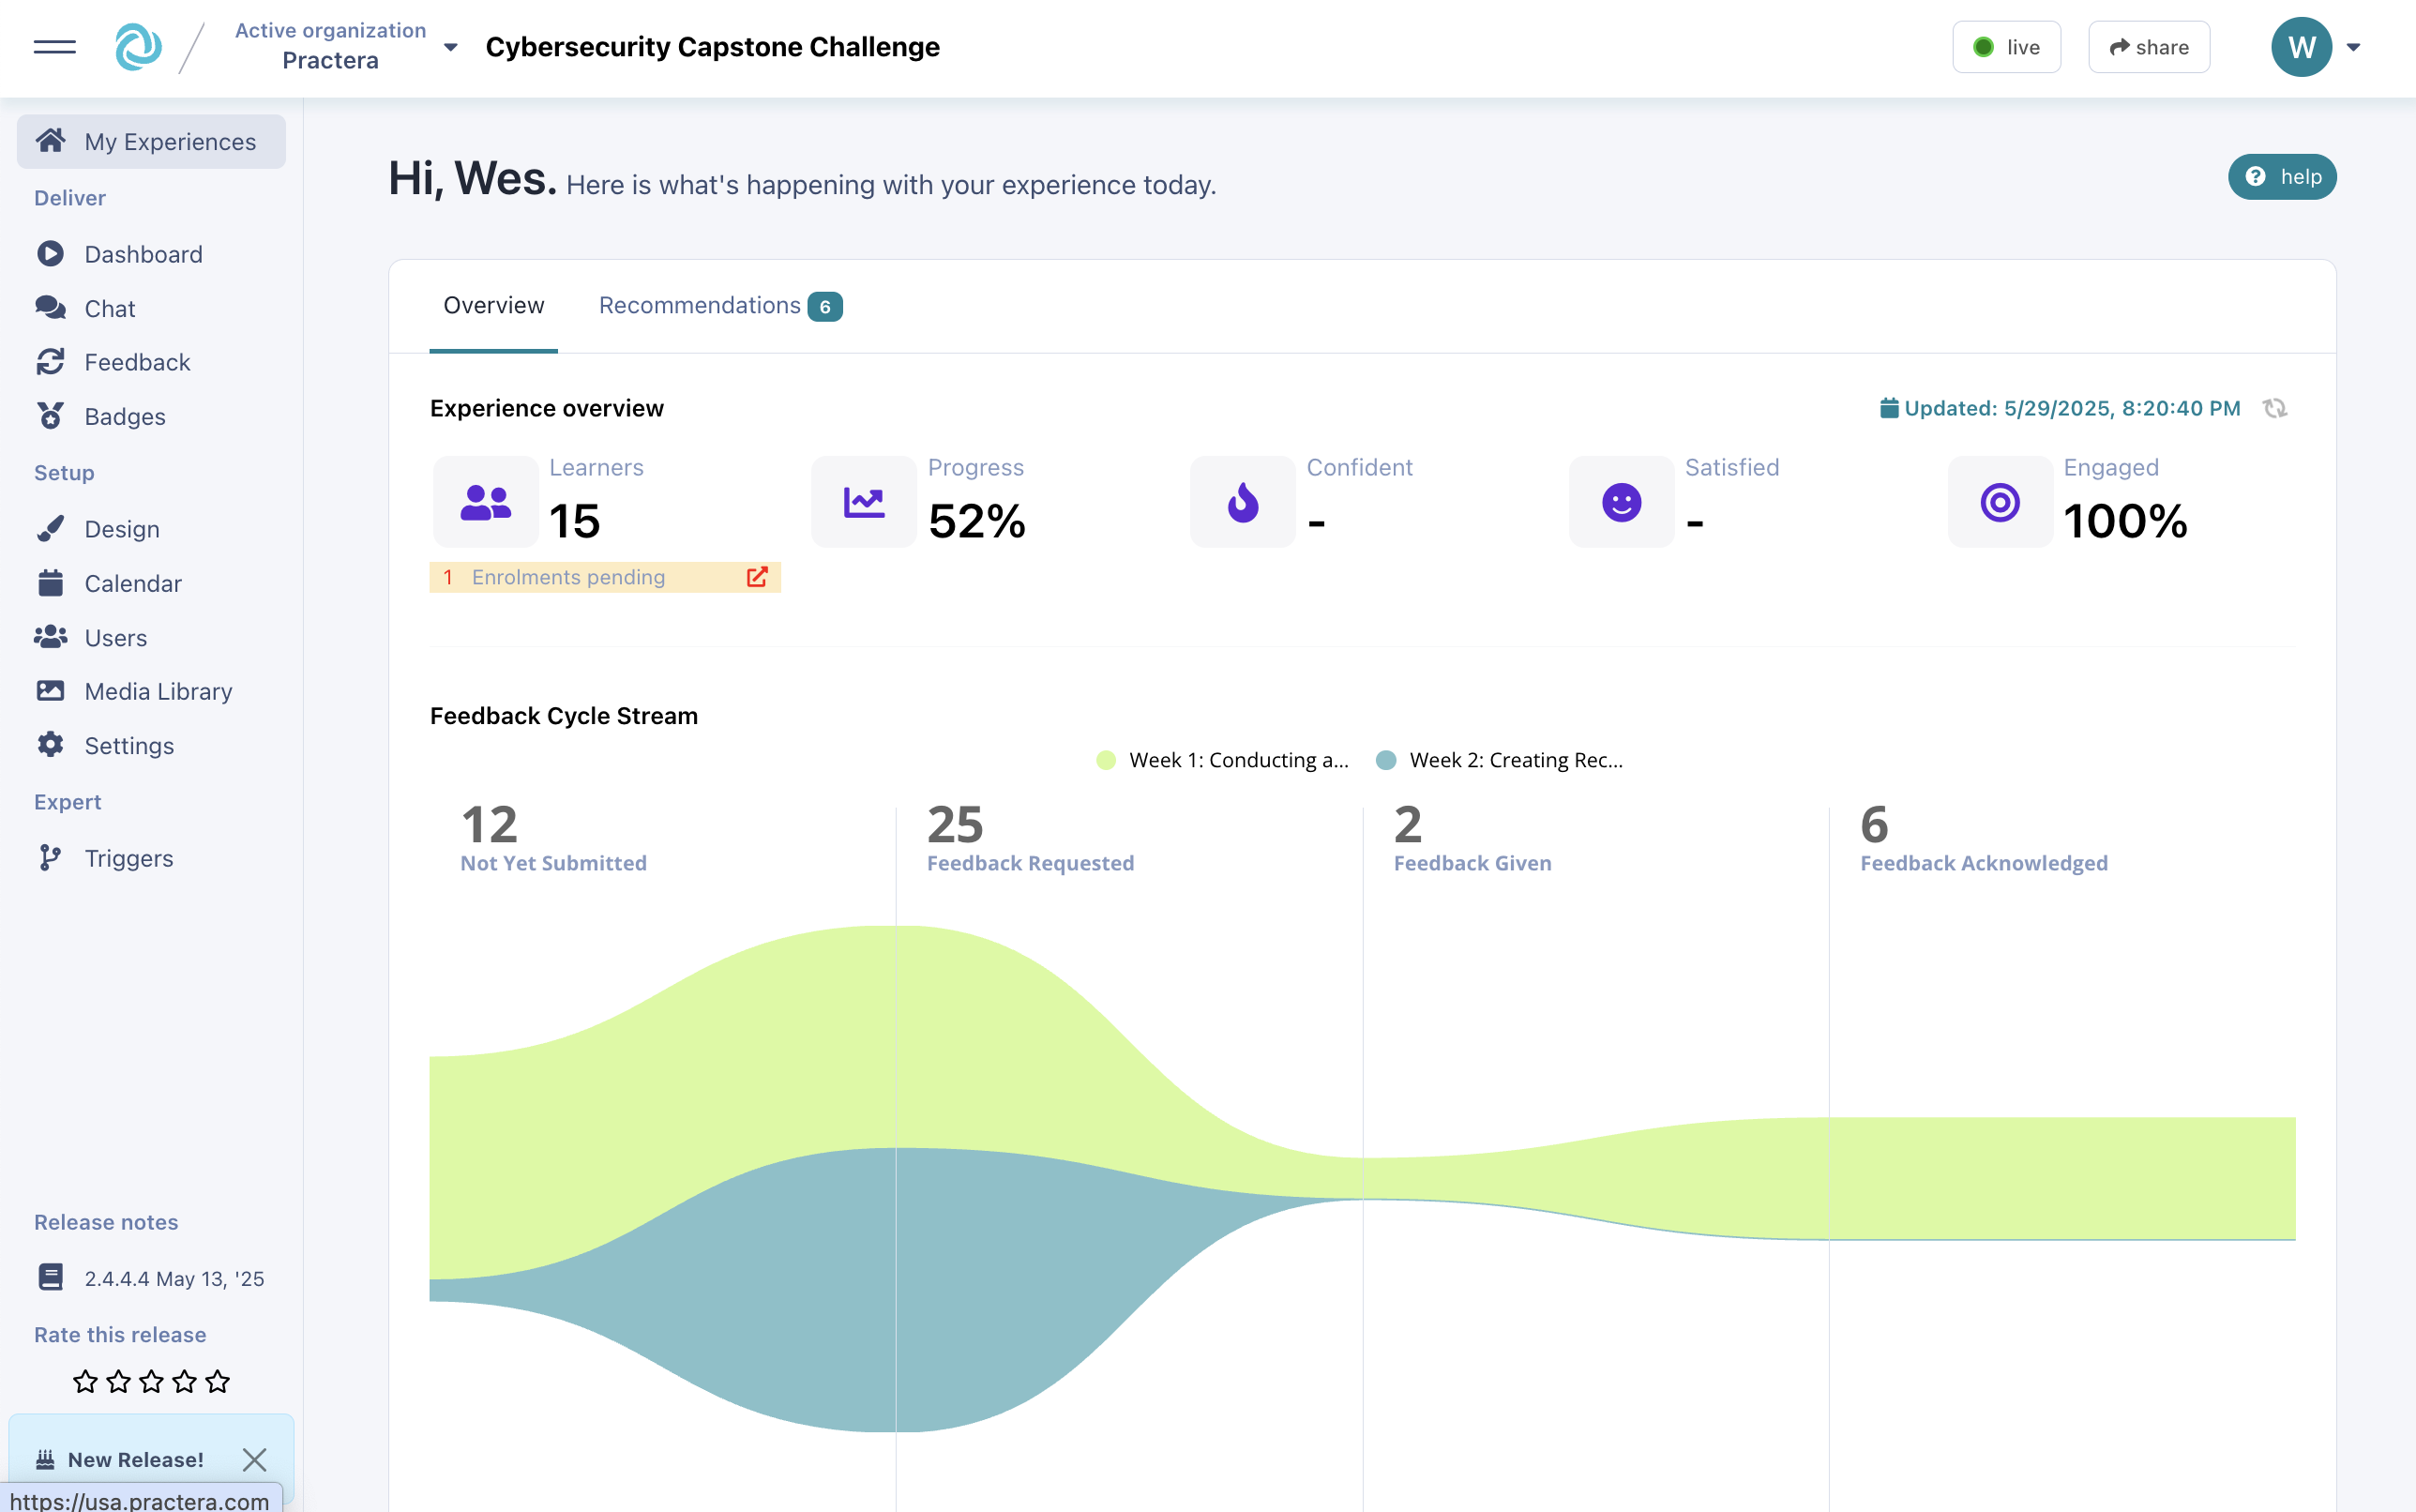 Active organization
Practera
Cybersecurity Capstone Challenge
live
share
W
My Experiences
Deliver
Dashboard
Chat
Feedback
Badges
Setup
Design
Calendar
Users
Media Library
Settings
Expert
Triggers
Release notes
2.4.4.4 May 13, '25
Rate this release
New Release!
https://usa.practera.com
Hi, Wes. Here is what's happening with your experience today.
help
Overview
Recommendations 6
Experience overview
Updated: 5/29/2025, 8:20:40 PM
Learners
15
1 Enrolments pending
Progress
52%
Confident
-
Satisfied
-
Engaged
100%
Feedback Cycle Stream
Week 1: Conducting a...
Week 2: Creating Rec...
12
Not Yet Submitted
25
Feedback Requested
2
Feedback Given
6
Feedback Acknowledged